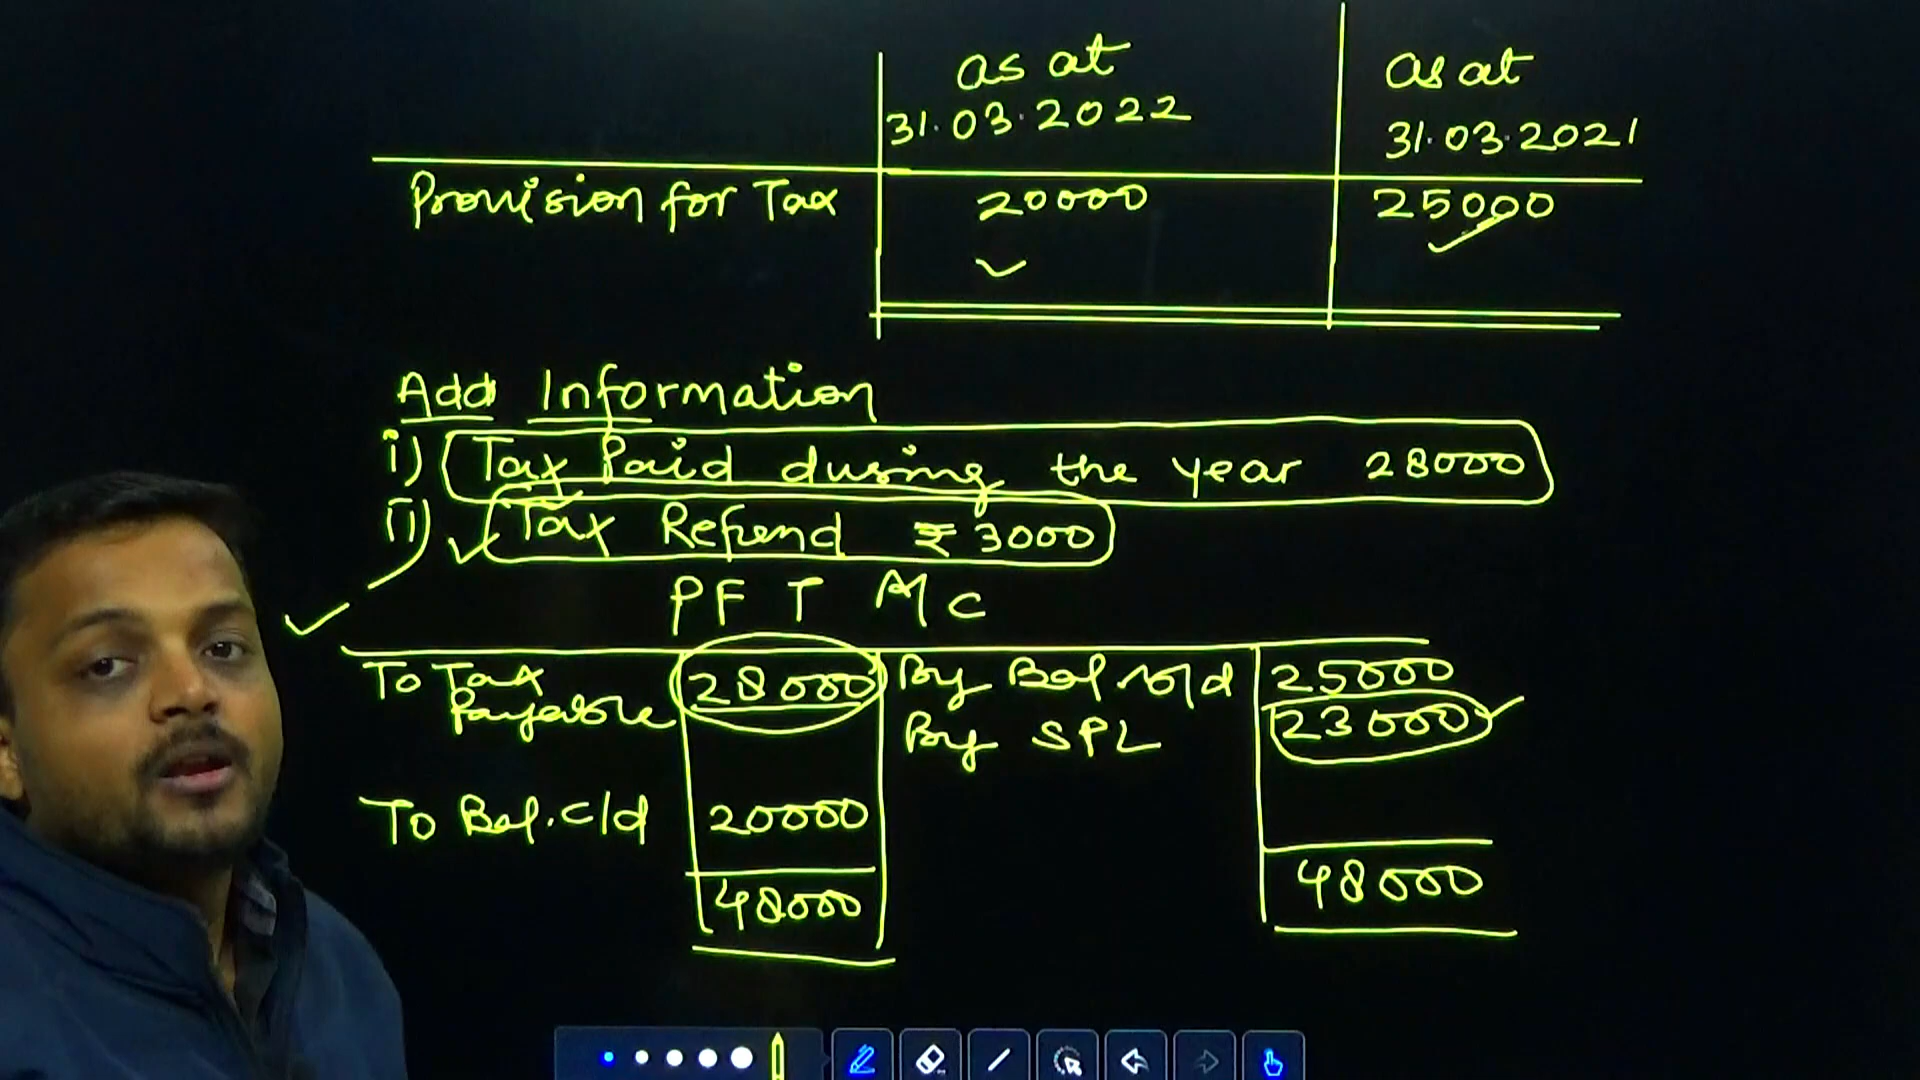 as at as at
31.03.2022 31.03.2021
Provision for Tax 20000 25000
Add Information
i) Tax Paid during the year 28000
ii) Tax Refund ₹3000
PFT A/C
To Tax Payable 28000 By Bal. b/d 25000
By SPL 23000
To Bal. c/d 20000
48000 48000